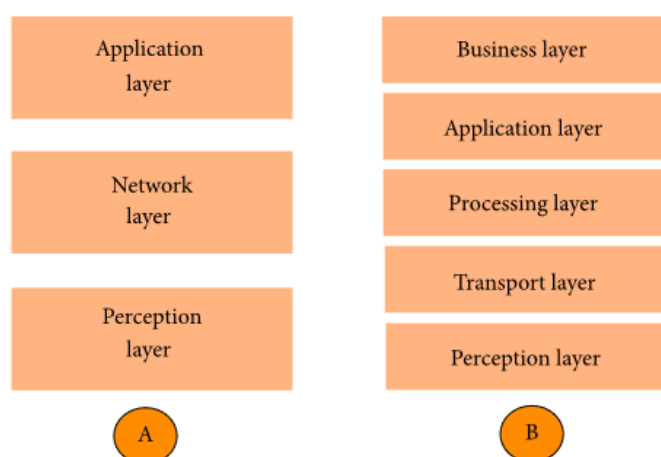 Application
layer
Network
layer
Perception
layer
A
Business layer
Application layer
Processing layer
Transport layer
Perception layer
B